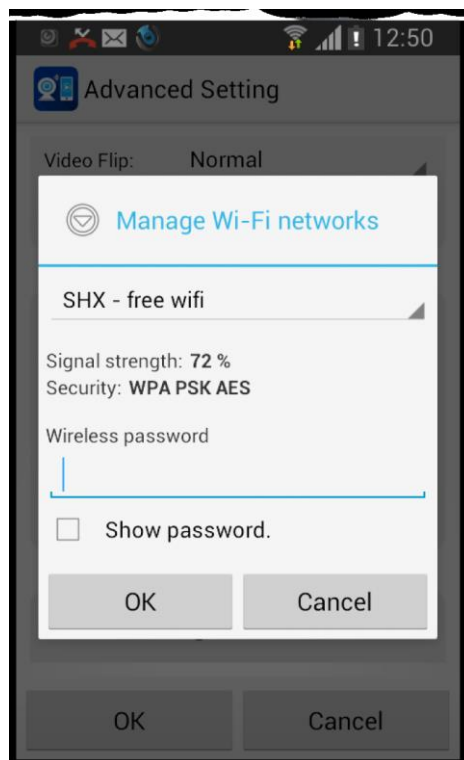 12:50
Advanced Setting
Video Flip: Normal
Manage Wi-Fi networks
SHX - free wifi
Signal strength: 72 %
Security: WPA PSK AES
Wireless password
Show password.
OK Cancel
OK Cancel